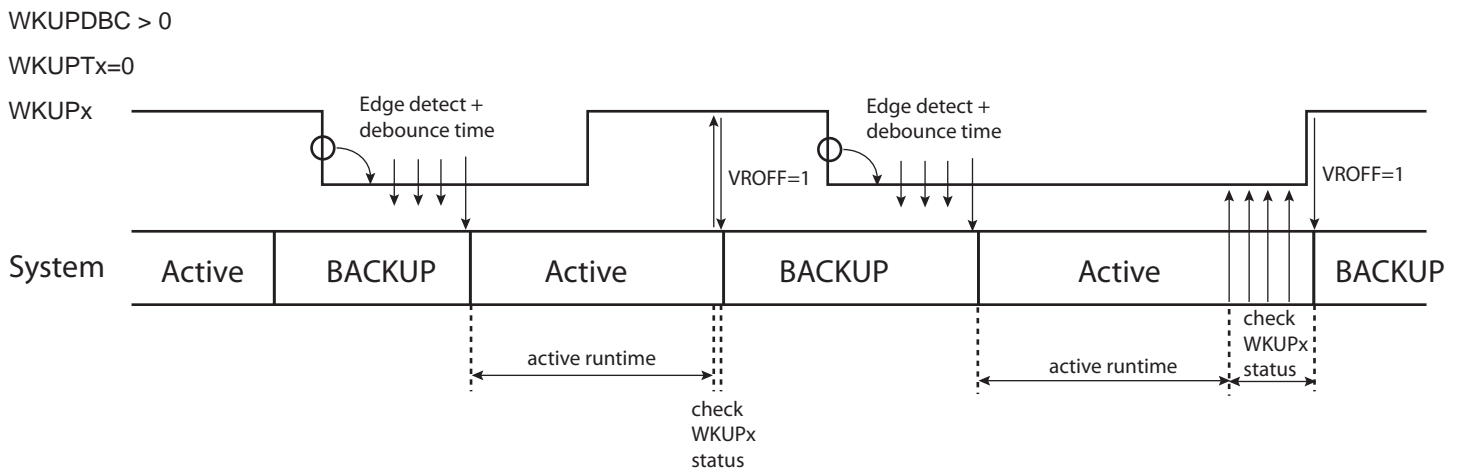 WKUPDBC > 0
WKUPTx=0
WKUPx
Edge detect +
debounce time
VROFF=1
Edge detect +
debounce time
VROFF=1
System
Active
BACKUP
Active
BACKUP
Active
BACKUP
active runtime
check
WKUPx
status
active runtime
check
WKUPx
status